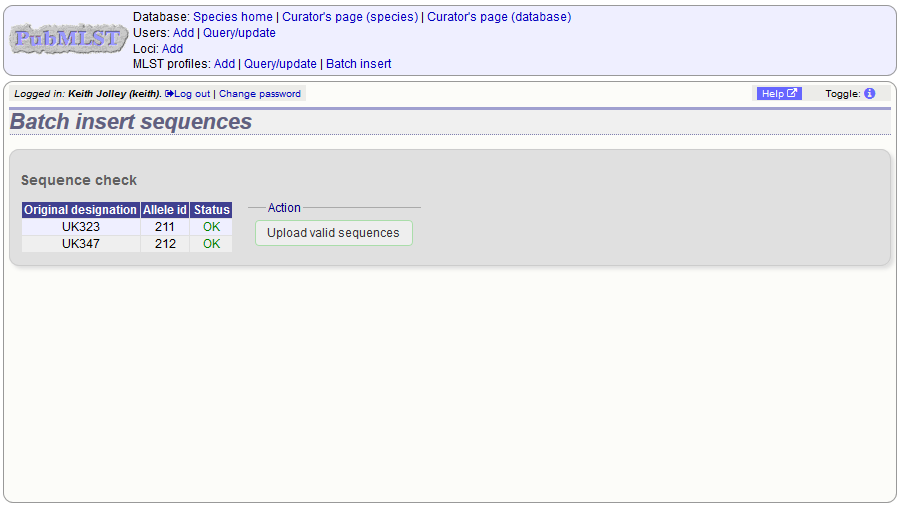 PubMLST
Database: Species home | Curator's page (species) | Curator's page (database)
Users: Add | Query/update
Loci: Add
MLST profiles: Add | Query/update | Batch insert
Logged in: Keith Jolley (keith). Log out | Change password
Help
Toggle:
Batch insert sequences
Sequence check
Original designation Allele id Status
UK323 211 OK
UK347 212 OK
Action
Upload valid sequences